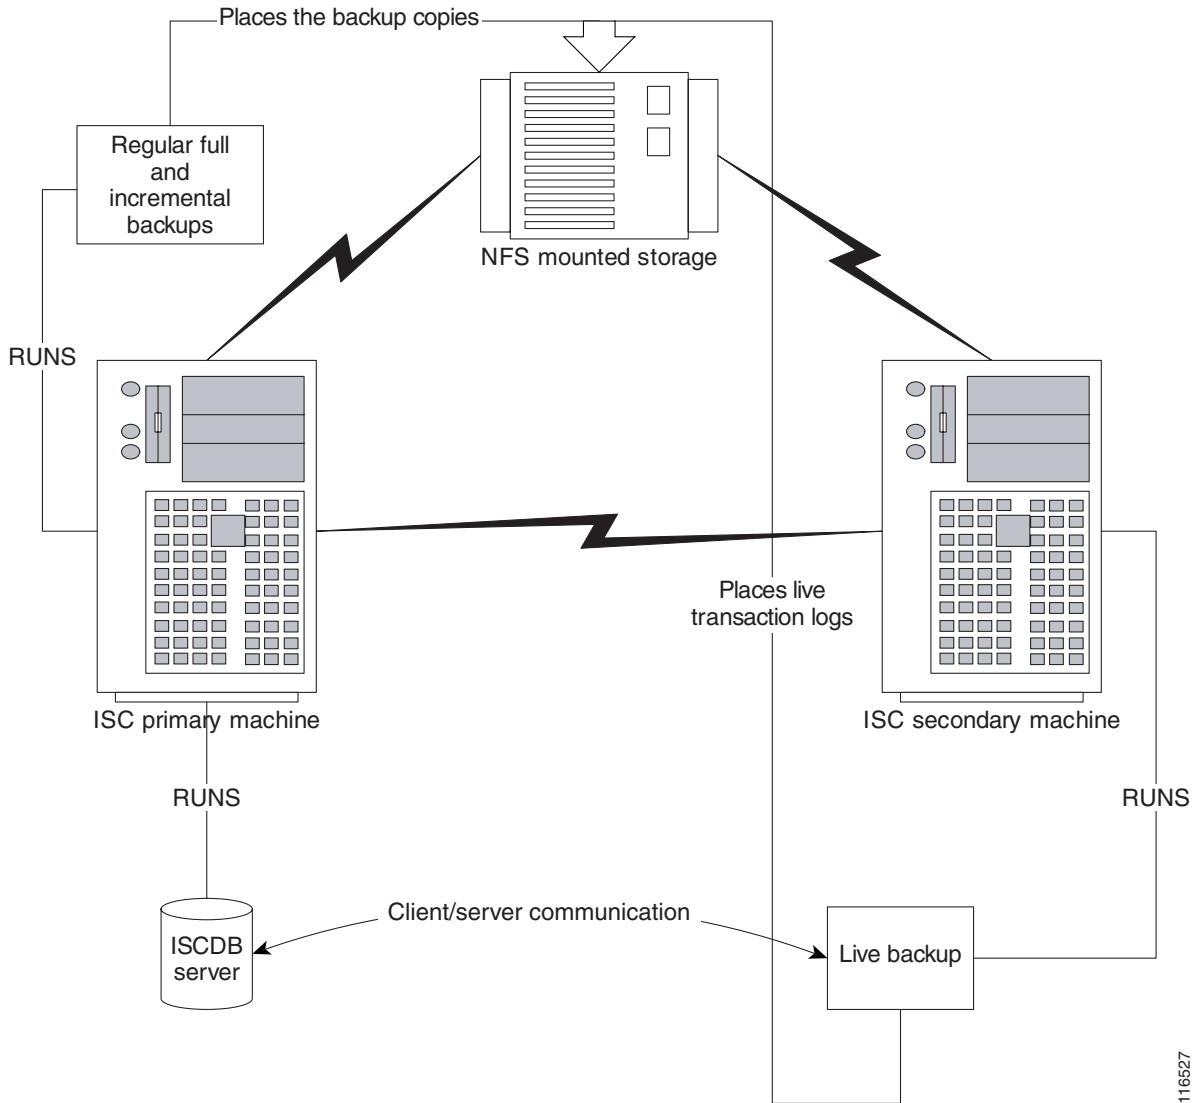 Places the backup copies
Regular full
and
incremental
backups
NFS mounted storage
RUNS
Places live
transaction logs
ISC primary machine
ISC secondary machine
RUNS
RUNS
Client/server communication
ISCDB
server
Live backup
116527